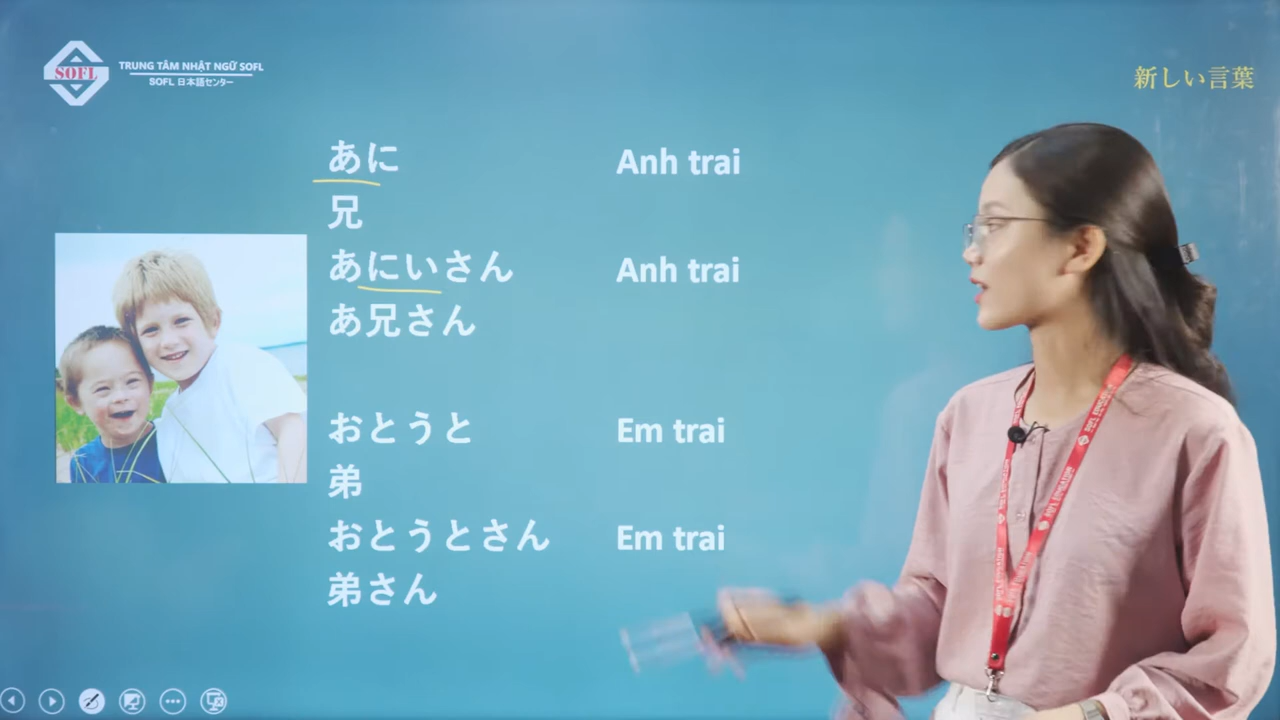 SOFL
TRUNG TÂM NHẬT NGỮ SOFL
SOFL 日本語センター
新しい言葉
あに
Anh trai
兄
あにいさん
Anh trai
あ兄さん
おとうと
Em trai
弟
おとうとさん
Em trai
弟さん